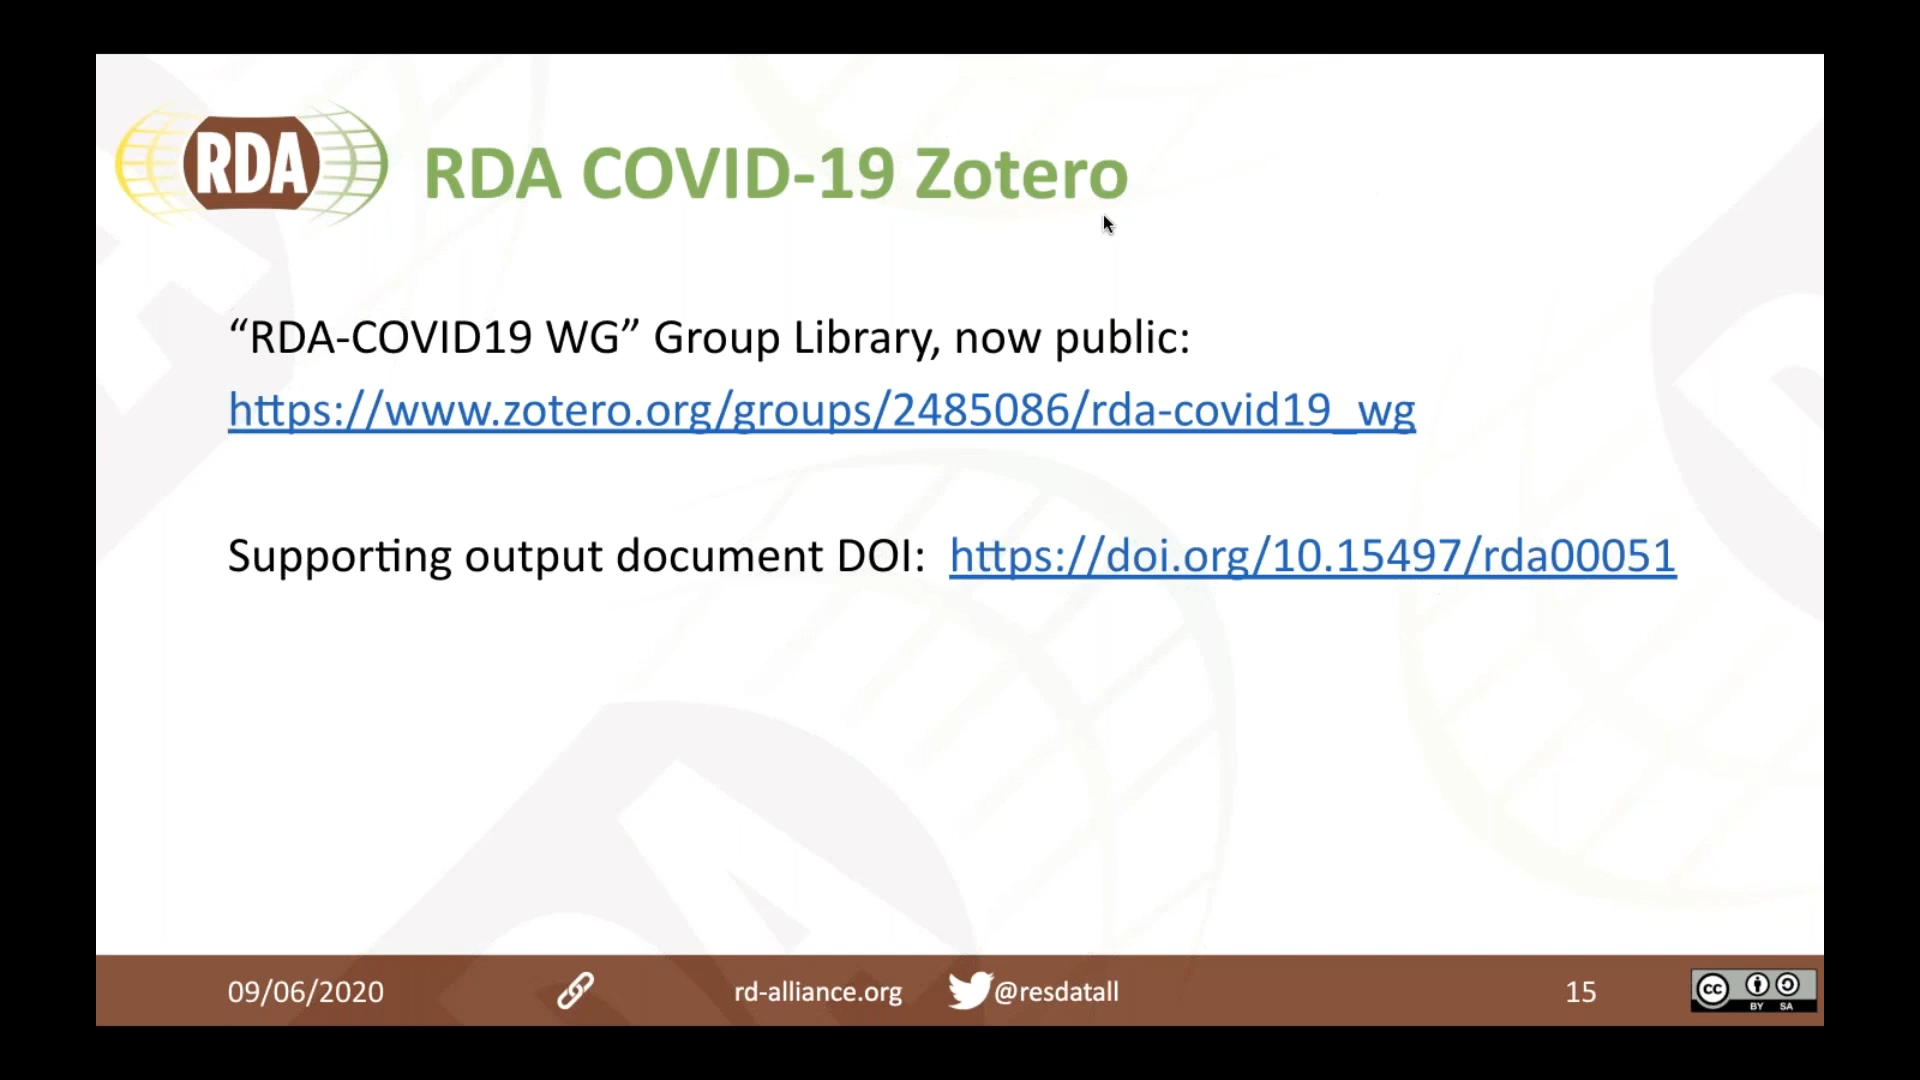 RDA
RDA COVID-19 Zotero
“RDA-COVID19 WG” Group Library, now public:
https://www.zotero.org/groups/2485086/rda-covid19_wg
Supporting output document DOI: https://doi.org/10.15497/rda00051
09/06/2020
rd-alliance.org
@resdatall
15
CC BY SA